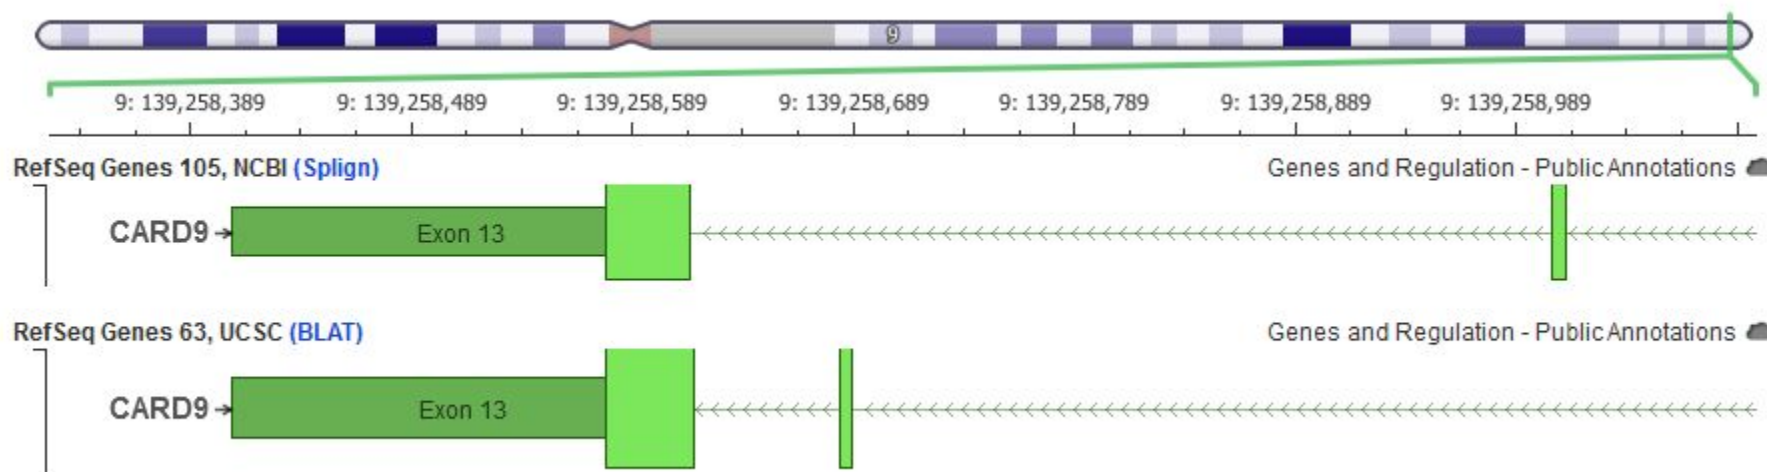 9
9: 139,258,389 9: 139,258,489 9: 139,258,589 9: 139,258,689 9: 139,258,789 9: 139,258,889 9: 139,258,989
RefSeq Genes 105, NCBI (Splign) Genes and Regulation - Public Annotations
CARD9 Exon 13
RefSeq Genes 63, UCSC (BLAT) Genes and Regulation - Public Annotations
CARD9 Exon 13